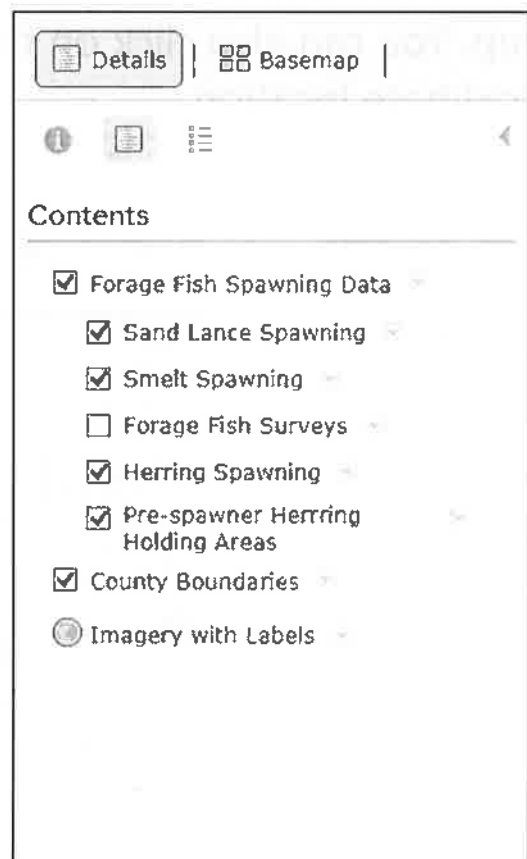 Details | Basemap |
Contents
Forage Fish Spawning Data
Sand Lance Spawning
Smelt Spawning
Forage Fish Surveys
Herring Spawning
Pre-spawner Herrring
Holding Areas
County Boundaries
Imagery with Labels